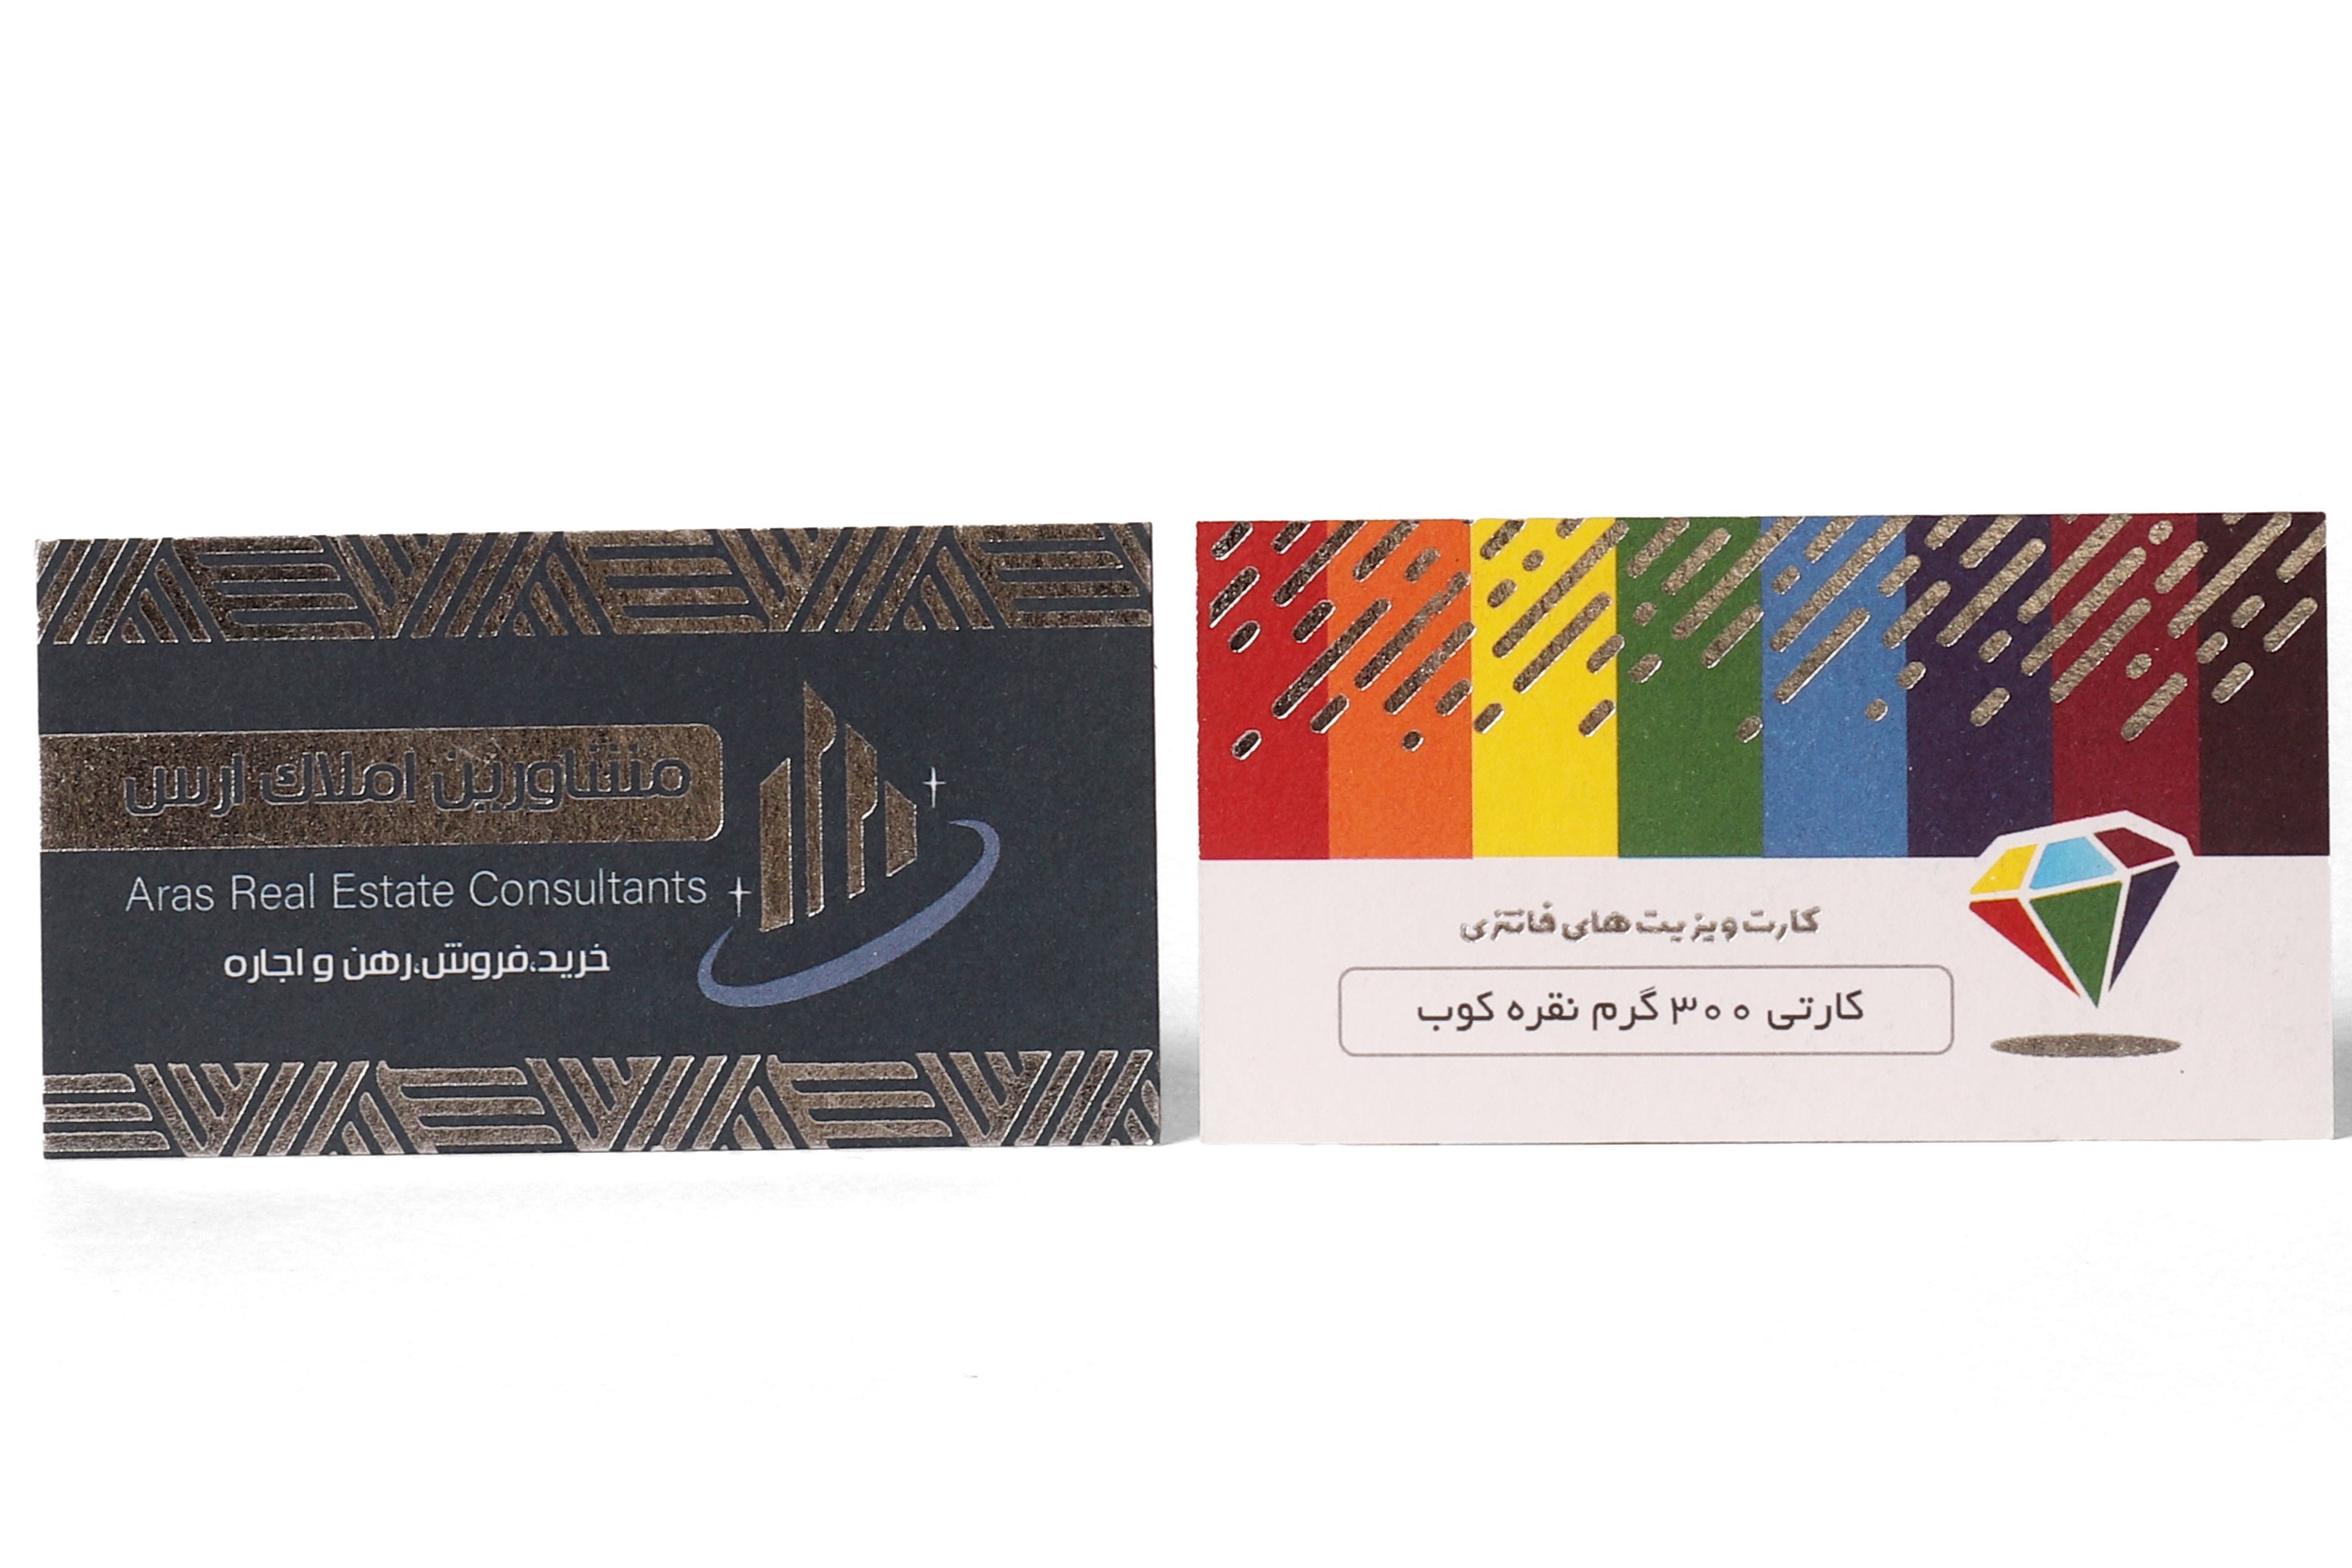 مشاورین املاک ارس
Aras Real Estate Consultants
خرید،فروش،رهن و اجاره
کارت ویزیت های فانتزی
کارتی ۳۰۰ گرم نقره کوب